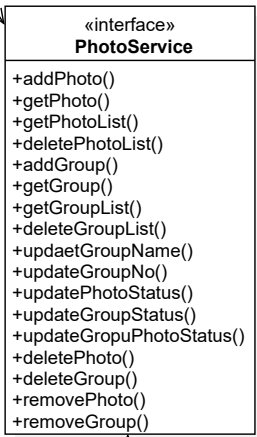 «interface»
PhotoService
+addPhoto()
+getPhoto()
+getPhotoList()
+deletePhotoList()
+addGroup()
+getGroup()
+getGroupList()
+deleteGroupList()
+updaetGroupName()
+updateGroupNo()
+updatePhotoStatus()
+updateGroupStatus()
+updateGropuPhotoStatus()
+deletePhoto()
+deleteGroup()
+removePhoto()
+removeGroup()